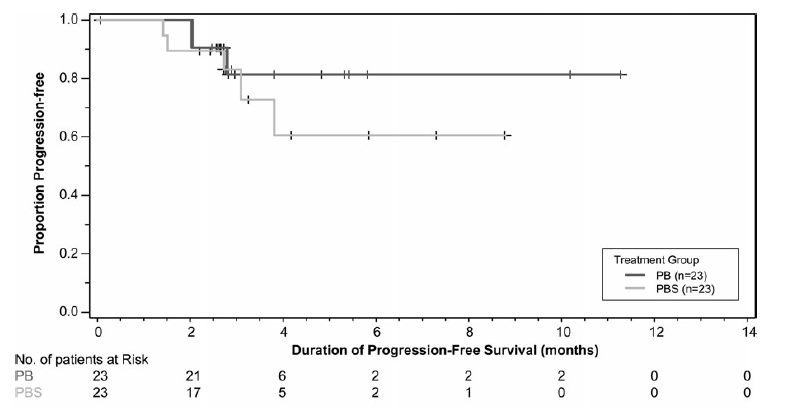 Proportion Progression-free
1.0
0.8
0.6
0.4
0.2
0.0
Treatment Group
PB (n=23)
PBS (n=23)
0 2 4 6 8 10 12 14
Duration of Progression-Free Survival (months)
No. of patients at Risk
PB 23 21 6 2 2 2 0 0
PBS 23 17 5 2 1 0 0 0